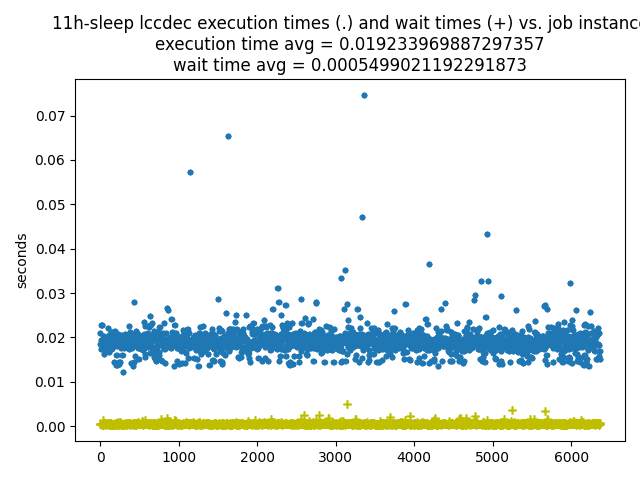 11h-sleep lccdec execution times (.) and wait times (+) vs. job instance
execution time avg = 0.019233969887297357
wait time avg = 0.0005499021192291873
0.07
0.06
0.05
0.04
0.03
0.02
0.01
0.00
seconds
0 1000 2000 3000 4000 5000 6000